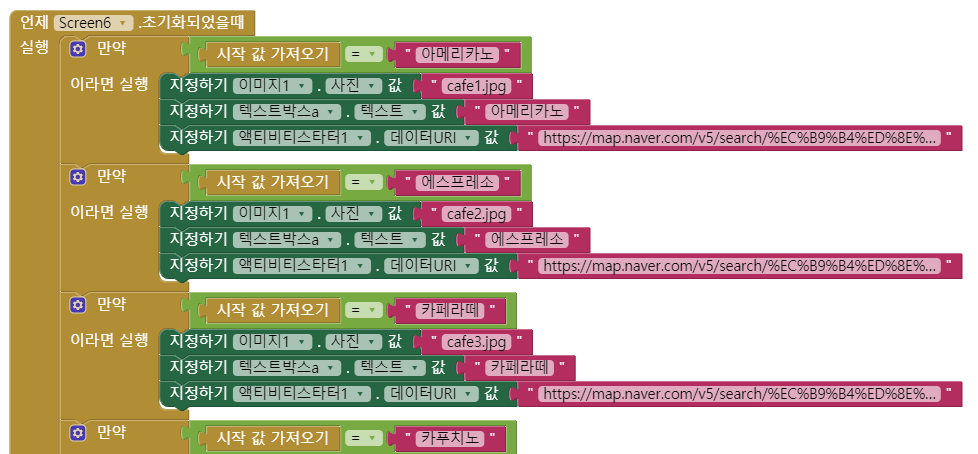 언제 Screen6 .초기화되었을때
실행 만약 시작 값 가져오기 = " 아메리카노 "
이라면 실행 지정하기 이미지1 . 사진 값 " cafe1.jpg "
지정하기 텍스트박스a . 텍스트 값 " 아메리카노 "
지정하기 액티비티스타터1 . 데이터URI 값 " https://map.naver.com/v5/search/%EC%B9%B4%ED%8E%... "
만약 시작 값 가져오기 = " 에스프레소 "
이라면 실행 지정하기 이미지1 . 사진 값 " cafe2.jpg "
지정하기 텍스트박스a . 텍스트 값 " 에스프레소 "
지정하기 액티비티스타터1 . 데이터URI 값 " https://map.naver.com/v5/search/%EC%B9%B4%ED%8E%... "
만약 시작 값 가져오기 = " 카페라떼 "
이라면 실행 지정하기 이미지1 . 사진 값 " cafe3.jpg "
지정하기 텍스트박스a . 텍스트 값 " 카페라떼 "
지정하기 액티비티스타터1 . 데이터URI 값 " https://map.naver.com/v5/search/%EC%B9%B4%ED%8E%... "
만약 시작 값 가져오기 = " 카푸치노 "